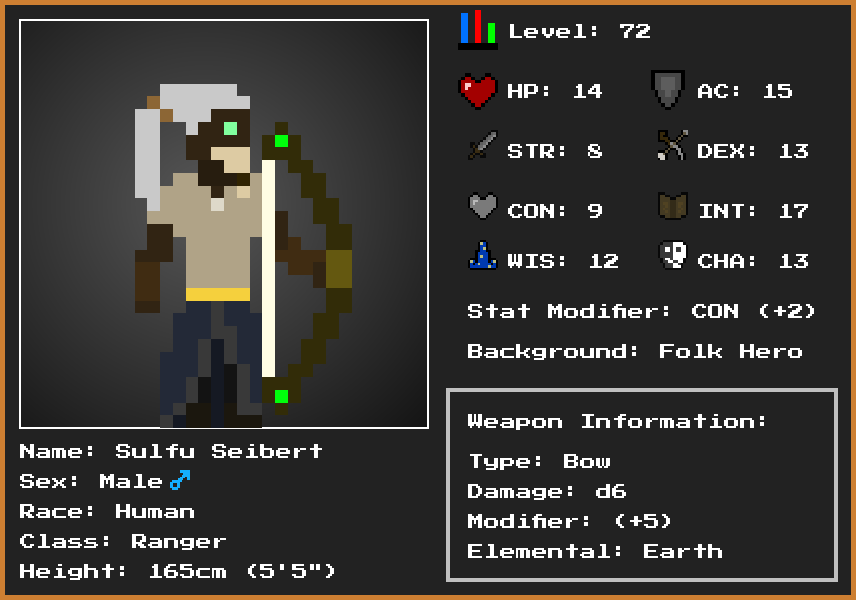 Level: 72
HP: 14 AC: 15
STR: 8 DEX: 13
CON: 9 INT: 17
WIS: 12 CHA: 13
Stat Modifier: CON (+2)
Background: Folk Hero
Weapon Information:
Type: Bow
Damage: d6
Modifier: (+5)
Elemental: Earth
Name: Sulfu Seibert
Sex: Male ♂
Race: Human
Class: Ranger
Height: 165cm (5'5")